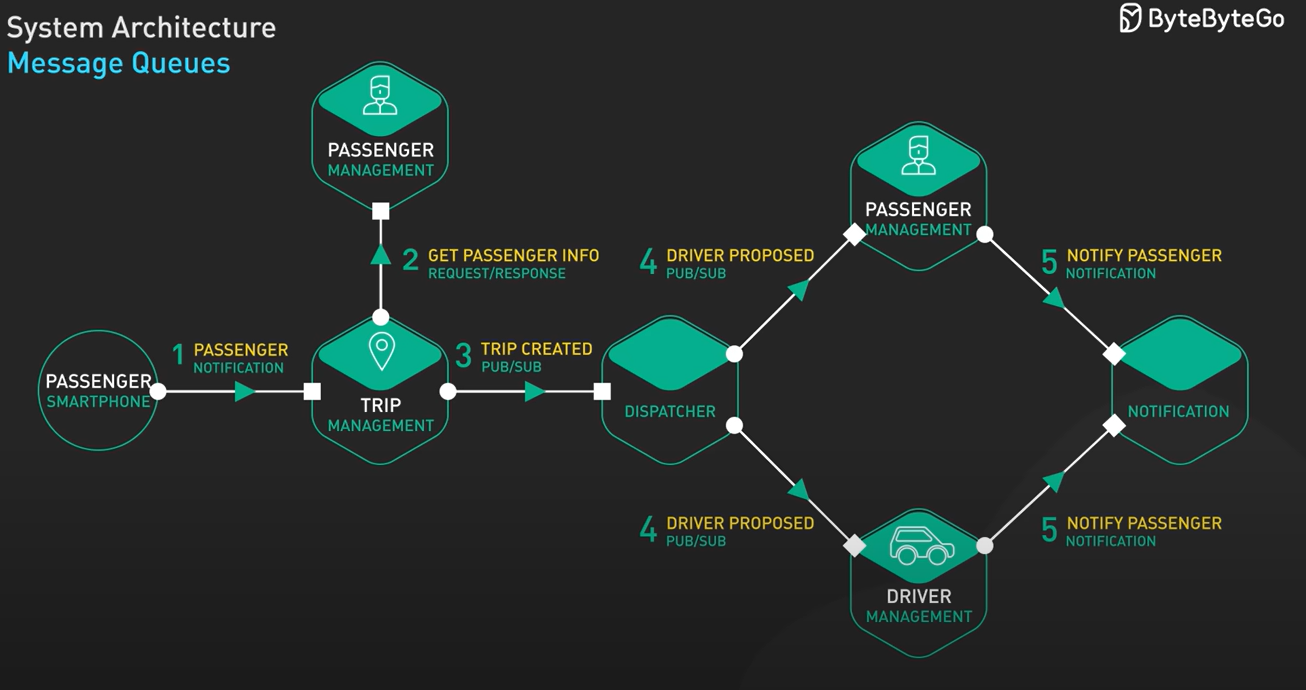 System Architecture
Message Queues
ByteByteGo
PASSENGER
MANAGEMENT
2 GET PASSENGER INFO
REQUEST/RESPONSE
PASSENGER
SMARTPHONE
1 PASSENGER
NOTIFICATION
TRIP
MANAGEMENT
3 TRIP CREATED
PUB/SUB
DISPATCHER
4 DRIVER PROPOSED
PUB/SUB
PASSENGER
MANAGEMENT
5 NOTIFY PASSENGER
NOTIFICATION
NOTIFICATION
4 DRIVER PROPOSED
PUB/SUB
DRIVER
MANAGEMENT
5 NOTIFY PASSENGER
NOTIFICATION